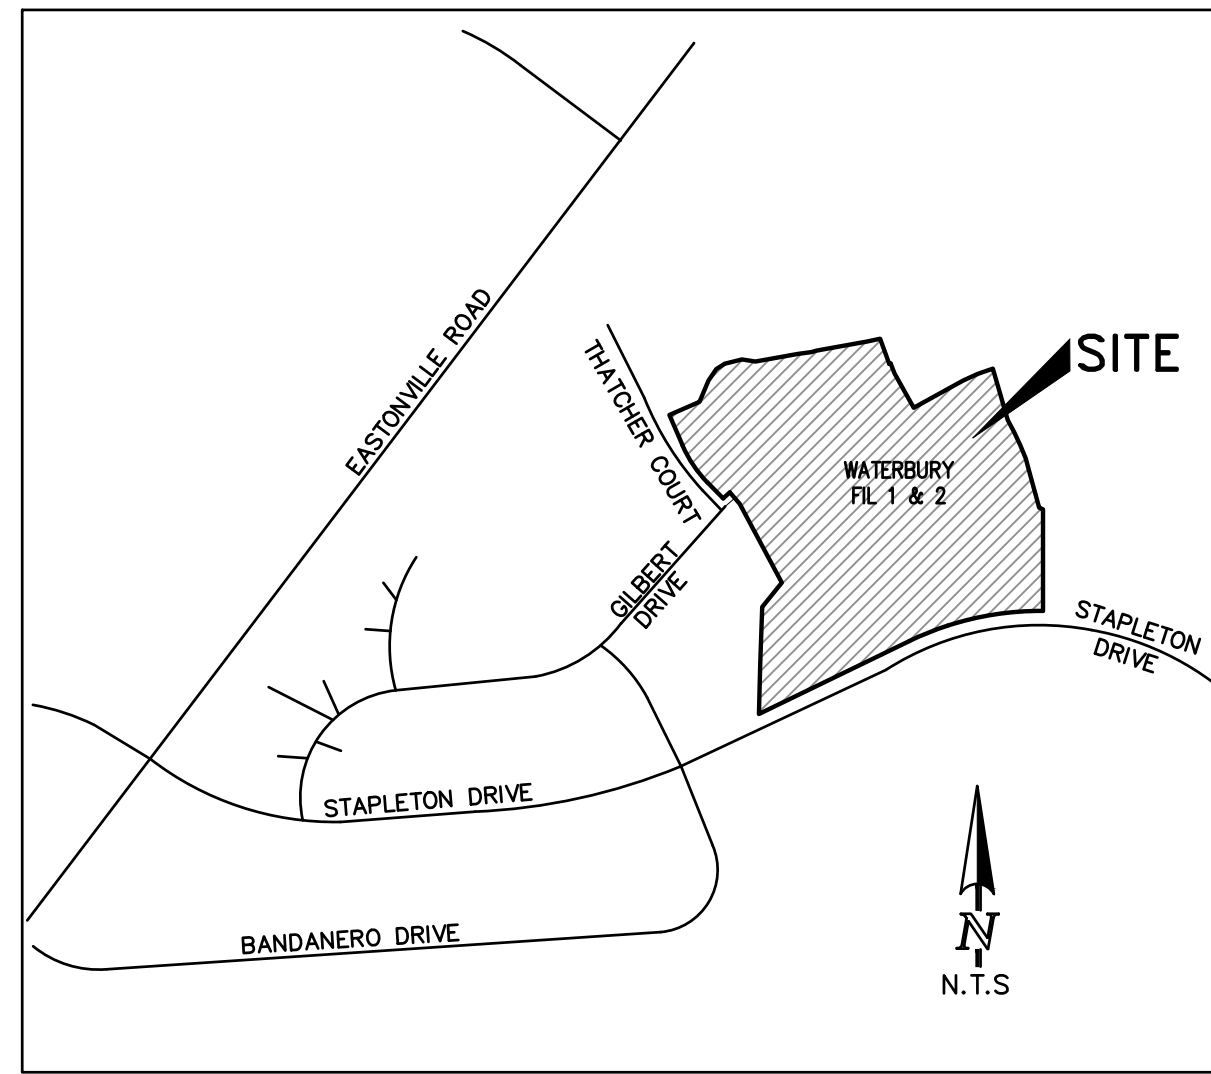 EASTONVILLE ROAD
THATCHER COURT
SITE
WATERBURY
FIL 1 & 2
GILBERT
DRIVE
STAPLETON
DRIVE
STAPLETON DRIVE
BANDANERO DRIVE
N
N.T.S